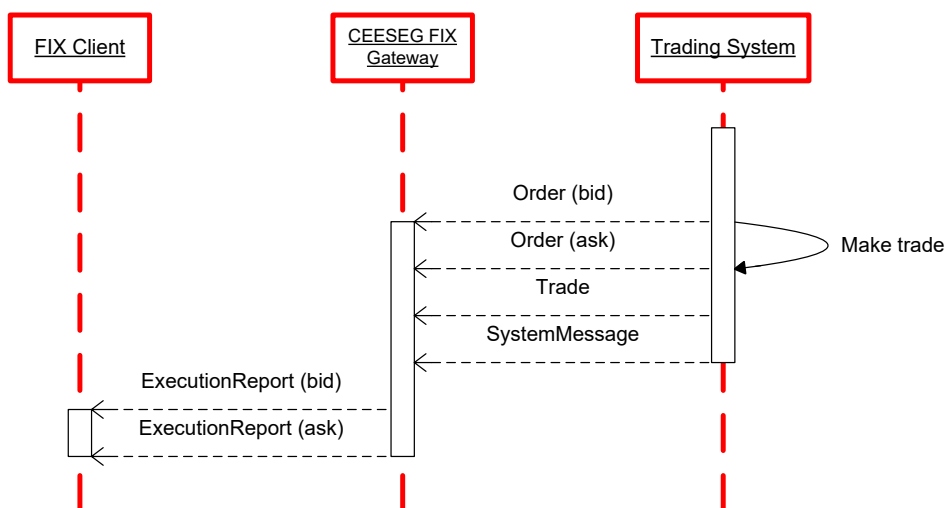 FIX Client
CEESEG FIX
Gateway
Trading System
Order (bid)
Order (ask)
Make trade
Trade
SystemMessage
ExecutionReport (bid)
ExecutionReport (ask)